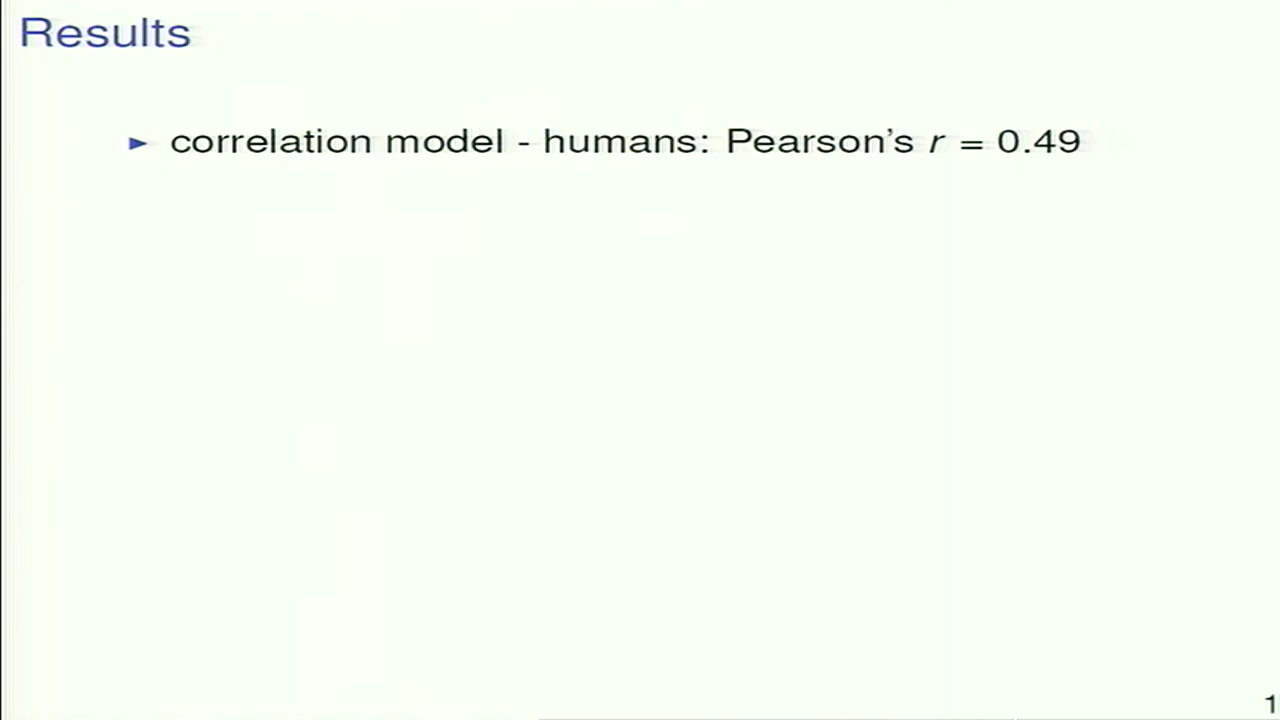 Results
► correlation model - humans: Pearson's r = 0.49
1